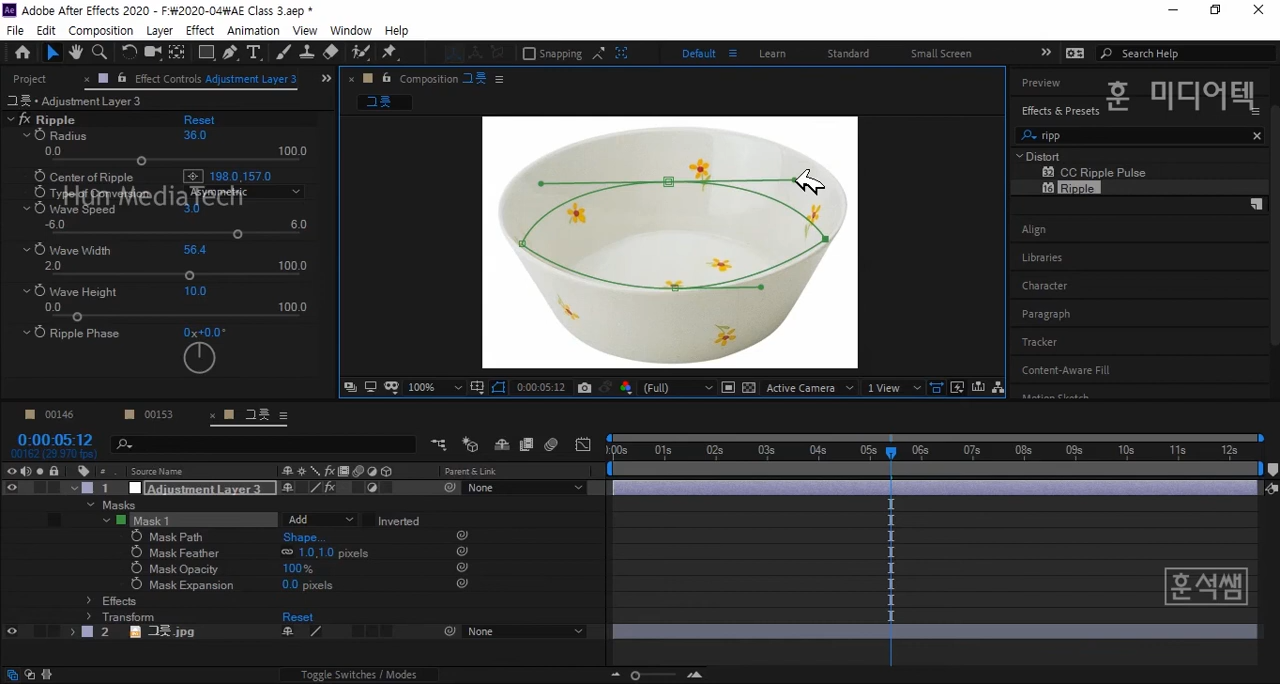 Adobe After Effects 2020 - F:₩2020-04₩AE Class 3.aep *
File Edit Composition Layer Effect Animation View Window Help
Snapping Default Learn Standard Small Screen Search Help
Project Effect Controls Adjustment Layer 3 Composition 그릇 Preview
훈 미디어텍
그릇 • Adjustment Layer 3 그릇 Effects & Presets
fx Ripple Reset
Radius 36.0 ripp
0.0 100.0 Distort
Center of Ripple 198.0,157.0 CC Ripple Pulse
Type of Conversion Asymmetric Ripple
Hun MediaTech
Wave Speed 3.0
-6.0 6.0 Align
Wave Width 56.4 Libraries
2.0 100.0 Character
Wave Height 10.0 Paragraph
0.0 100.0
Ripple Phase 0x+0.0° Tracker
Content-Aware Fill
100% 0:00:05:12 (Full) Active Camera 1 View Motion Sketch
00146 00153 그릇
0:00:05:12
00162 (29.970 fps) :00s 01s 02s 03s 04s 05s 06s 07s 08s 09s 10s 11s 12s
# Source Name fx Parent & Link
1 Adjustment Layer 3 fx None
Masks
Mask 1 Add Inverted
Mask Path Shape...
Mask Feather 1.0,1.0 pixels
Mask Opacity 100%
Mask Expansion 0.0 pixels
훈석쌤
Effects
Transform Reset
2 그릇.jpg None
Toggle Switches / Modes